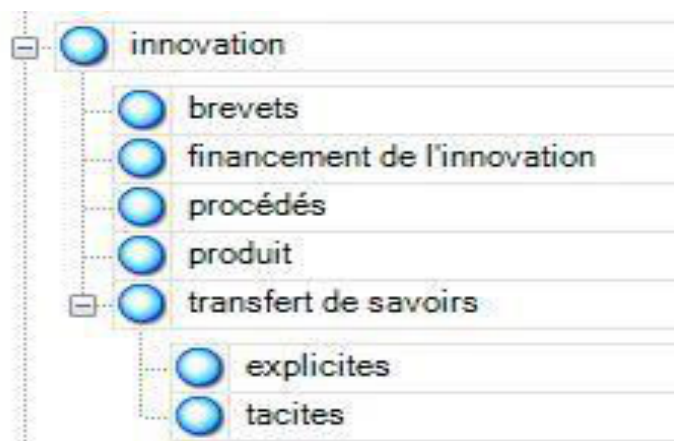 innovation
brevets
financement de l'innovation
procédés
produit
transfert de savoirs
explicites
tacites